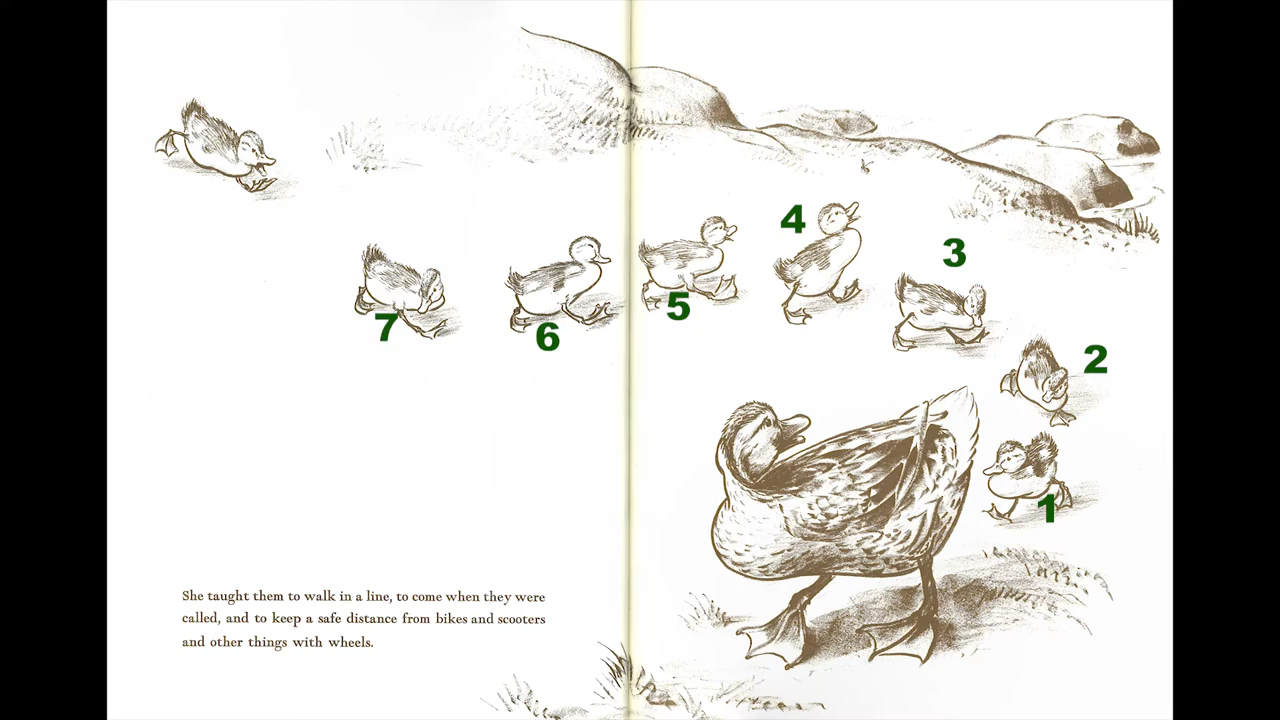 4
3
5
7
6
2
1
She taught them to walk in a line, to come when they were
called, and to keep a safe distance from bikes and scooters
and other things with wheels.